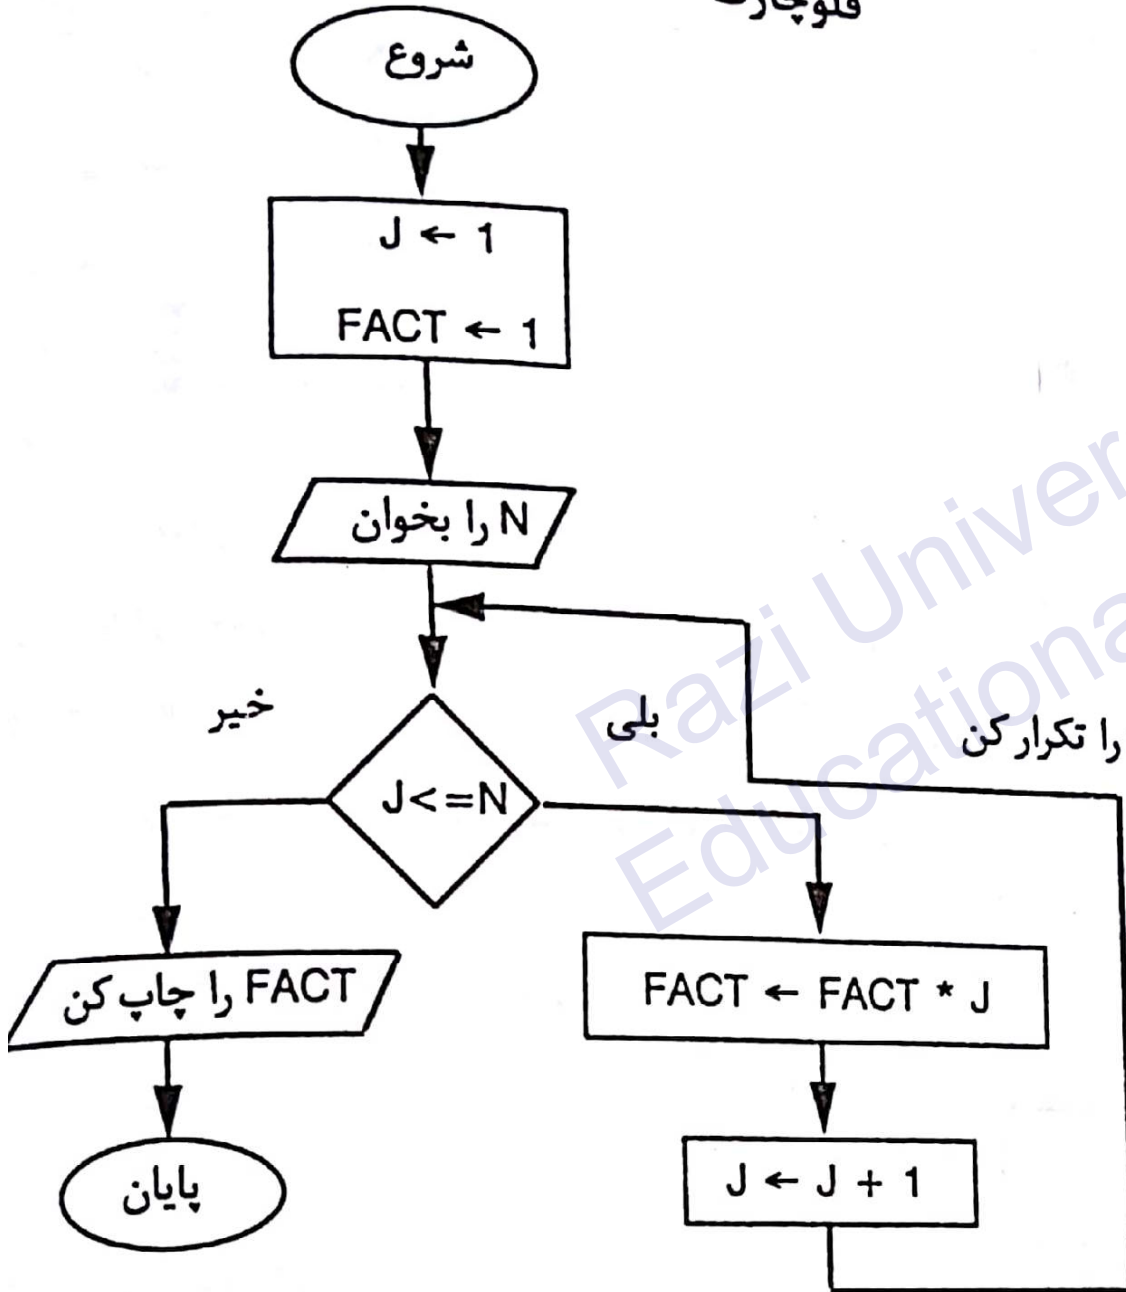 فلوچارت
شروع
J ← 1
FACT ← 1
N را بخوان
خیر
بلی
را تکرار کن
J<=N
FACT را چاپ کن
FACT ← FACT * J
پایان
J ← J + 1
Razi Univer
Educationa